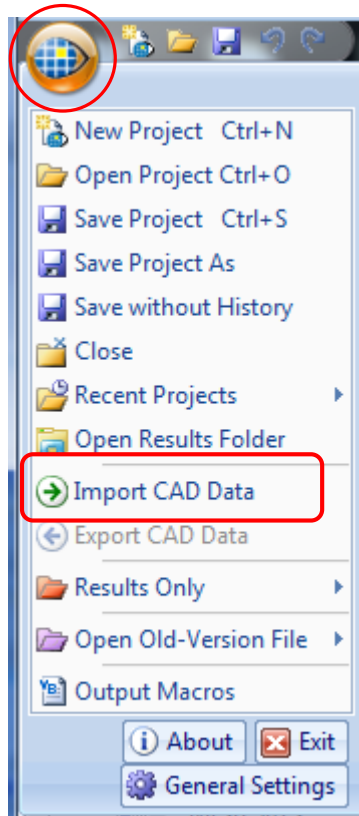 New Project Ctrl+N
Open Project Ctrl+O
Save Project Ctrl+S
Save Project As
Save without History
Close
Recent Projects
Open Results Folder
Import CAD Data
Export CAD Data
Results Only
Open Old-Version File
Output Macros
About Exit
General Settings